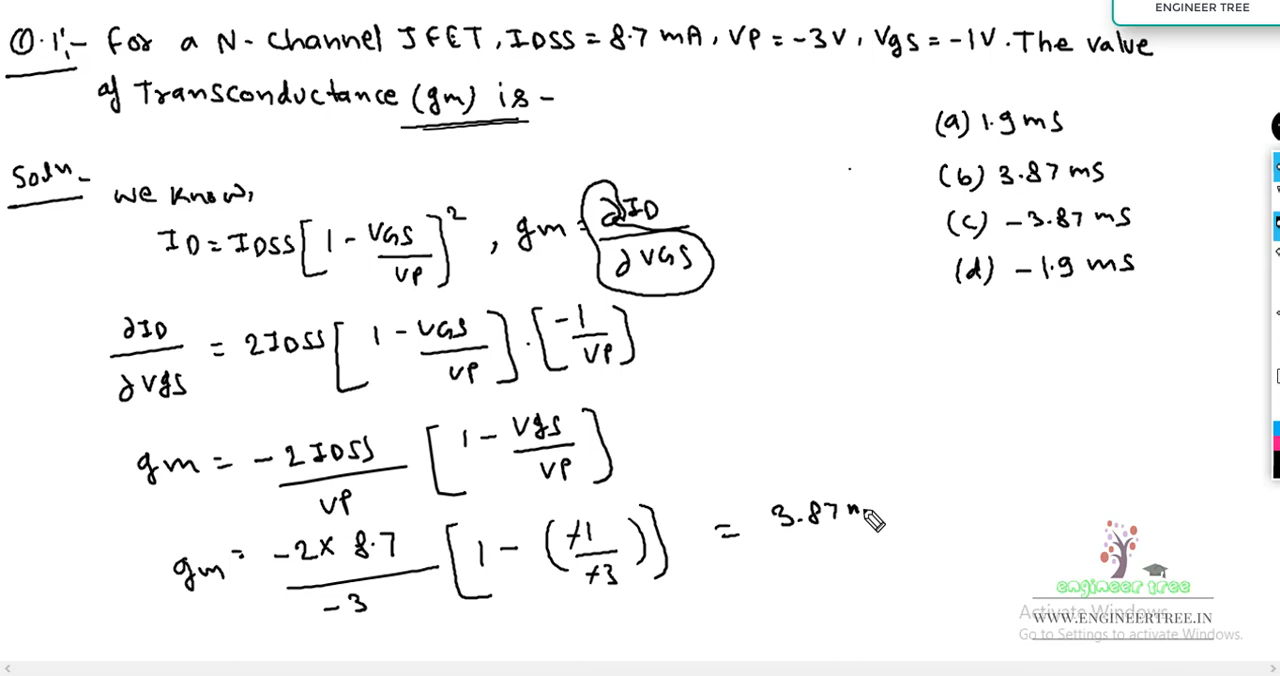 ENGINEER TREE
Q.1:- For a N-channel JFET, IDSS = 8.7 mA, VP = -3V, Vgs = -1V. The value
of Transconductance (gm) is -
(a) 1.9 ms
(b) 3.87 ms
(c) -3.87 ms
(d) -1.9 ms
Soln -
we know,
ID = IDSS [1 - VGS/VP]², gm = ∂ID/∂VGS
∂ID/∂Vgs = 2IDSS [1 - VGS/VP] . [-1/VP]
gm = -2IDSS/VP [1 - Vgs/VP]
gm = -2 x 8.7/-3 [1 - (-1/-3)] = 3.87 m
engineer tree
WWW.ENGINEERTREE.IN
Activate Windows
Go to Settings to activate Windows.